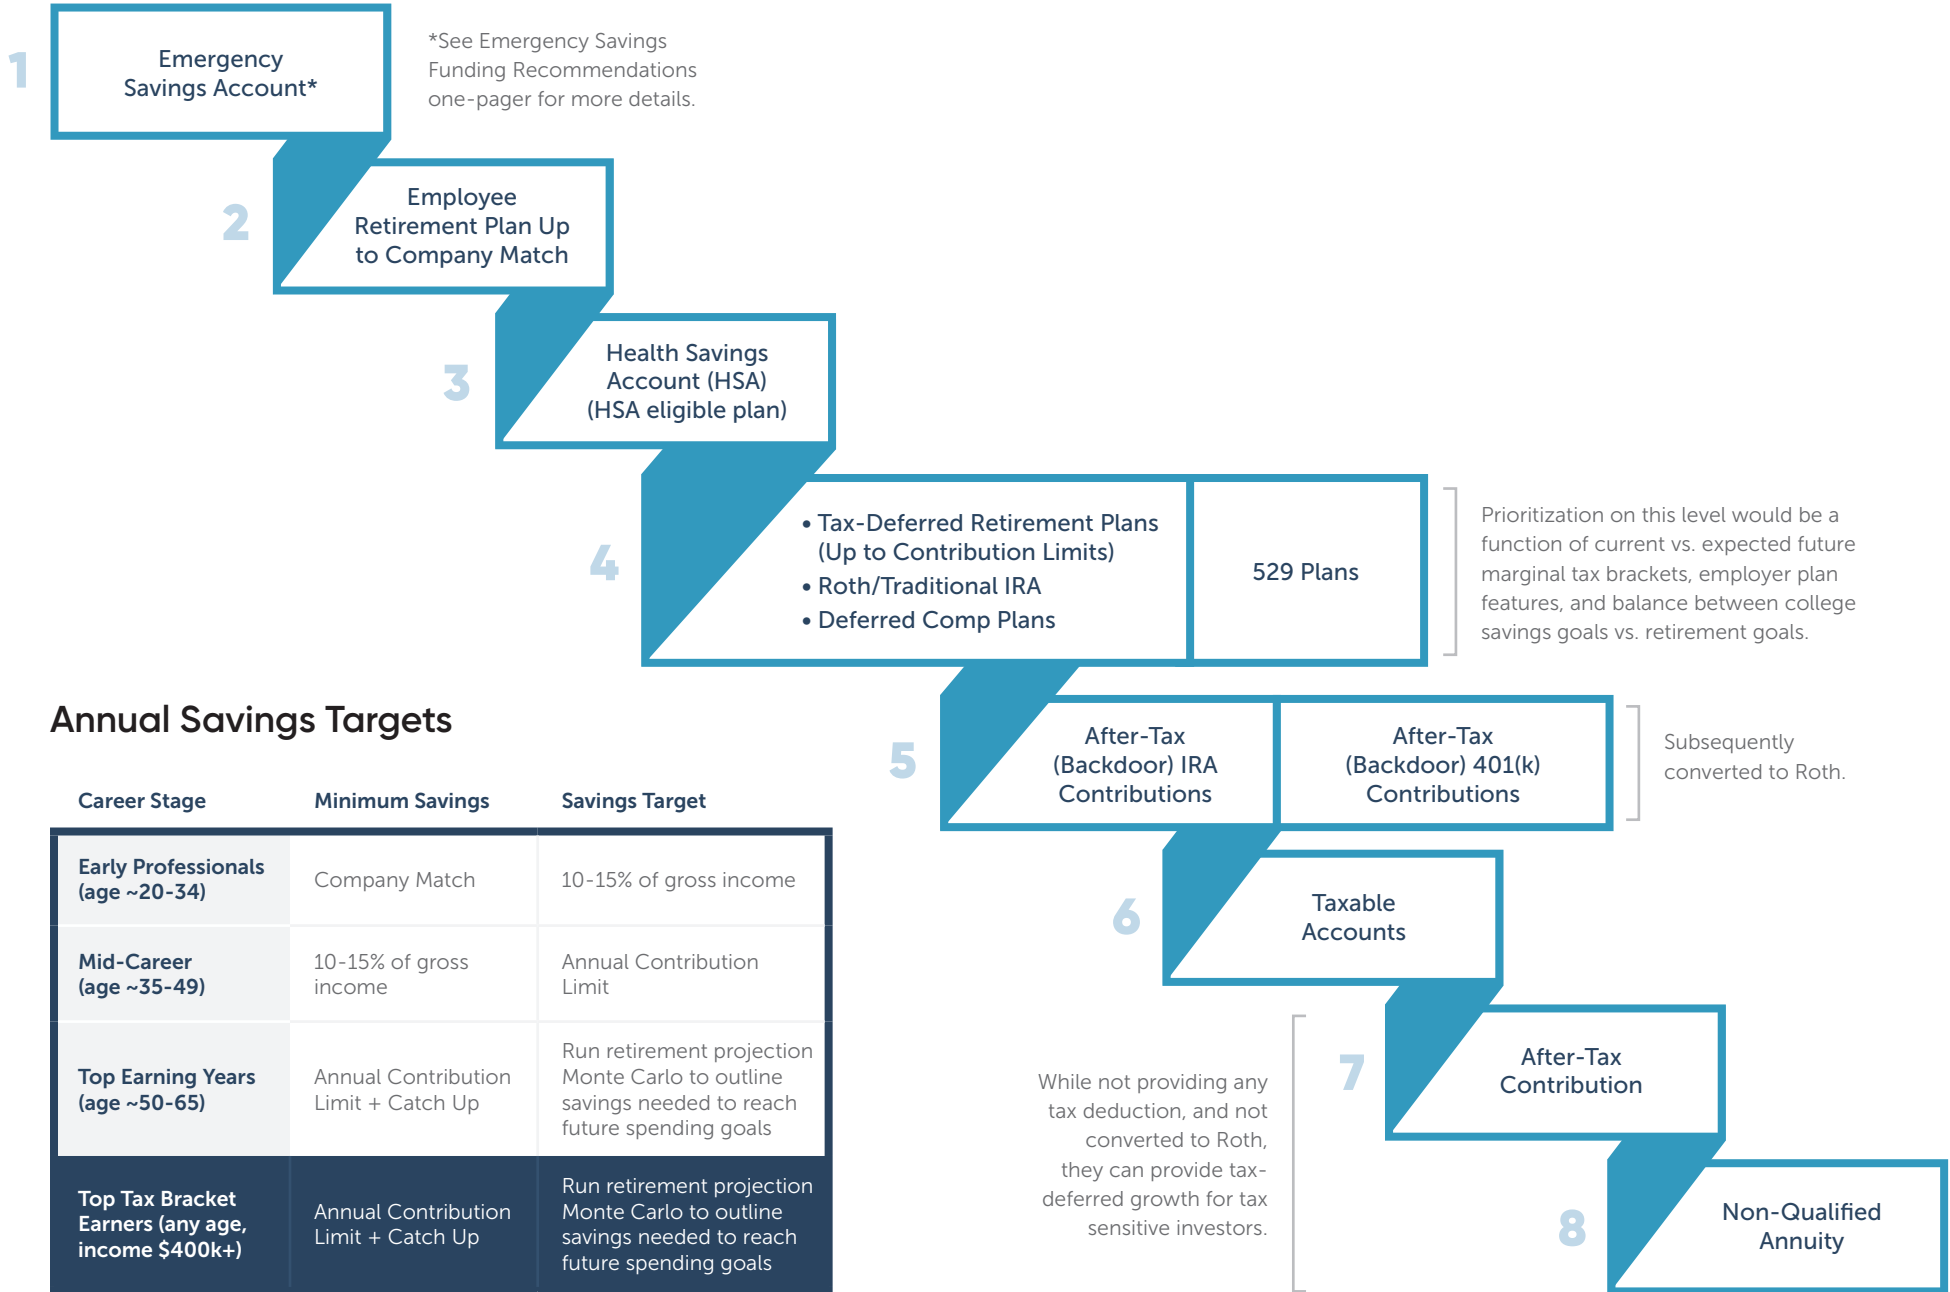 1
Emergency
Savings Account*
*See Emergency Savings
Funding Recommendations
one-pager for more details.
2
Employee
Retirement Plan Up
to Company Match
3
Health Savings
Account (HSA)
(HSA eligible plan)
4
• Tax-Deferred Retirement Plans
(Up to Contribution Limits)
• Roth/Traditional IRA
• Deferred Comp Plans
529 Plans
Prioritization on this level would be a
function of current vs. expected future
marginal tax brackets, employer plan
features, and balance between college
savings goals vs. retirement goals.
5
After-Tax
(Backdoor) IRA
Contributions
After-Tax
(Backdoor) 401(k)
Contributions
Subsequently
converted to Roth.
6
Taxable
Accounts
While not providing any
tax deduction, and not
converted to Roth,
they can provide tax-
deferred growth for tax
sensitive investors.
7
After-Tax
Contribution
8
Non-Qualified
Annuity
Annual Savings Targets
Career Stage
Minimum Savings
Savings Target
Early Professionals
(age ~20-34)
Company Match
10-15% of gross income
Mid-Career
(age ~35-49)
10-15% of gross
income
Annual Contribution
Limit
Top Earning Years
(age ~50-65)
Annual Contribution
Limit + Catch Up
Run retirement projection
Monte Carlo to outline
savings needed to reach
future spending goals
Top Tax Bracket
Earners (any age,
income $400k+)
Annual Contribution
Limit + Catch Up
Run retirement projection
Monte Carlo to outline
savings needed to reach
future spending goals